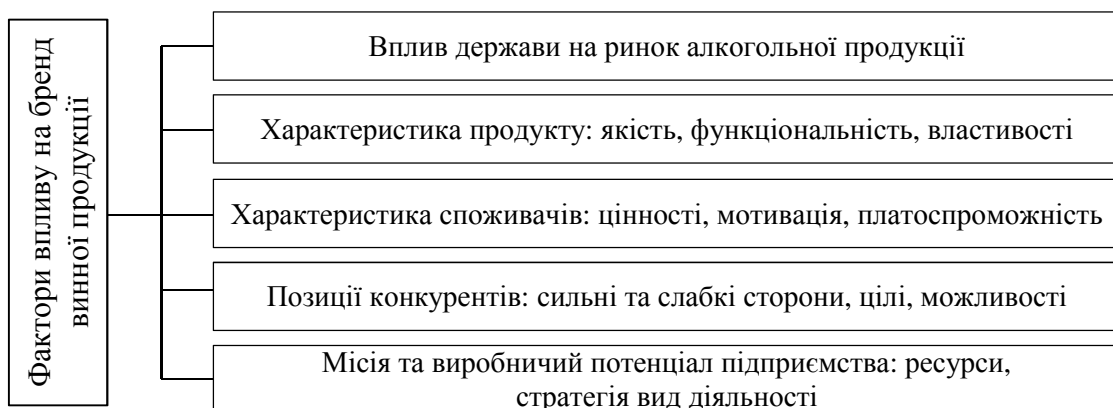 Фактори впливу на бренд
винної продукції
Вплив держави на ринок алкогольної продукції
Характеристика продукту: якість, функціональність, властивості
Характеристика споживачів: цінності, мотивація, платоспроможність
Позиції конкурентів: сильні та слабкі сторони, цілі, можливості
Місія та виробничий потенціал підприємства: ресурси,
стратегія вид діяльності